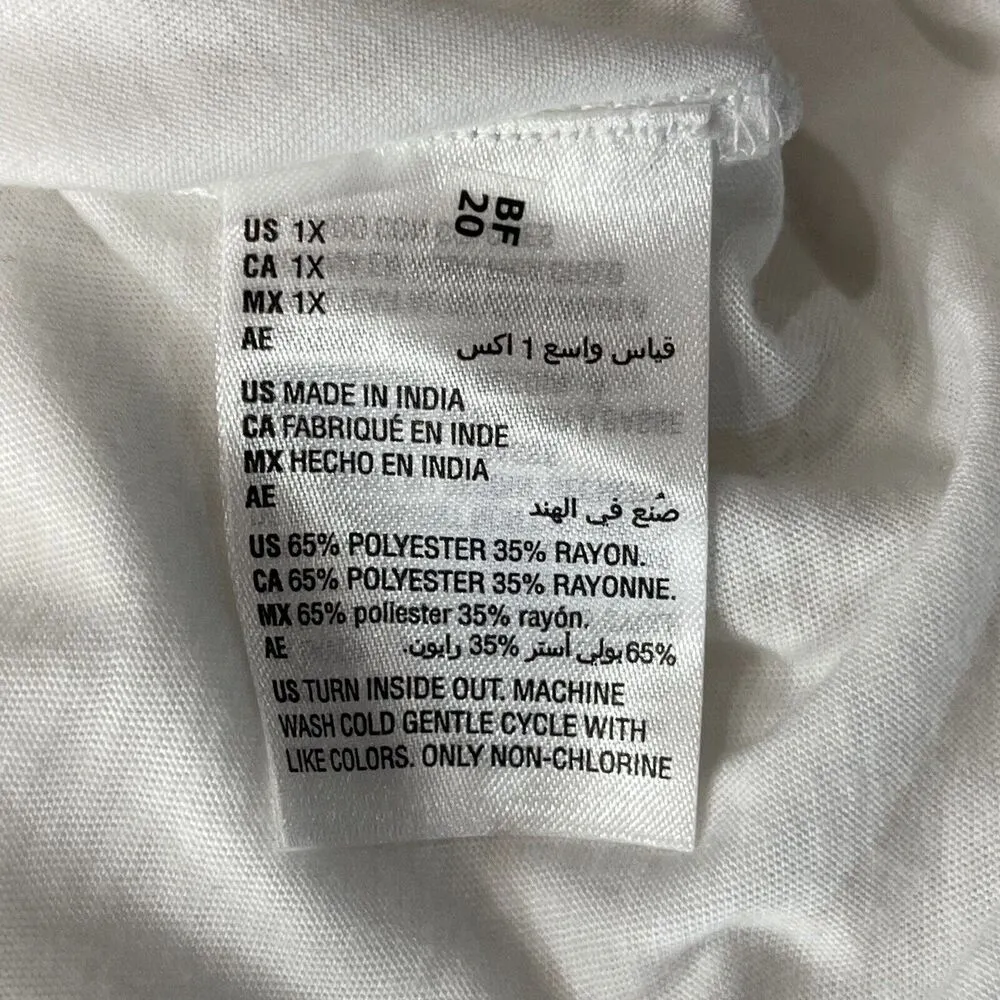 BF
20
US 1X
CA 1X
MX 1X
AE قياس واسع 1 اكس
US MADE IN INDIA
CA FABRIQUÉ EN INDE
MX HECHO EN INDIA
AE صُنع في الهند
US 65% POLYESTER 35% RAYON.
CA 65% POLYESTER 35% RAYONNE.
MX 65% poliester 35% rayón.
AE 65% بولي أستر 35% رايون.
US TURN INSIDE OUT. MACHINE
WASH COLD GENTLE CYCLE WITH
LIKE COLORS. ONLY NON-CHLORINE